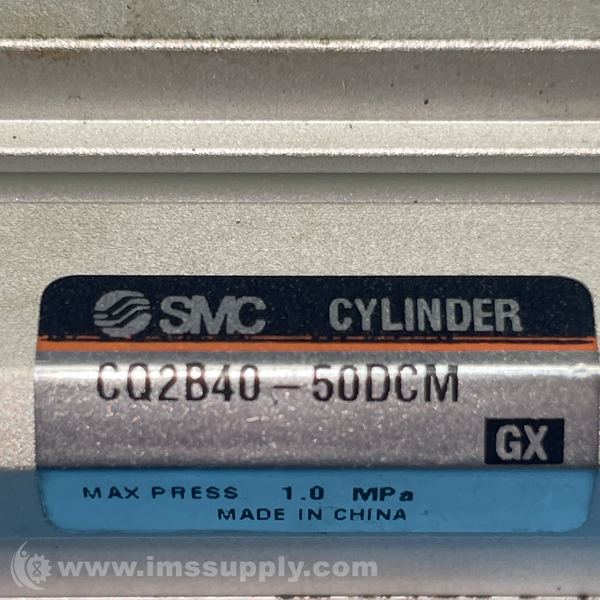 SMC CYLINDER
CQ2B40-50DCM
GX
MAX PRESS 1.0 MPa
MADE IN CHINA
www.imssupply.com